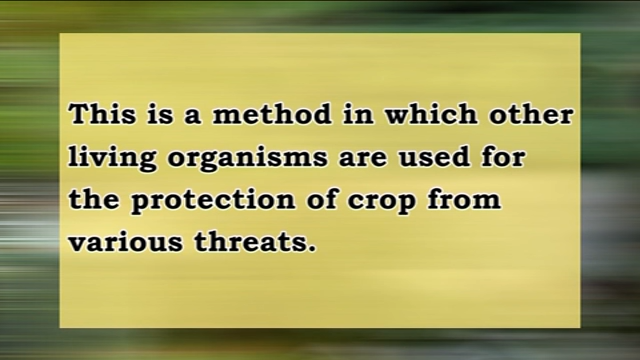 This is a method in which other
living organisms are used for
the protection of crop from
various threats.